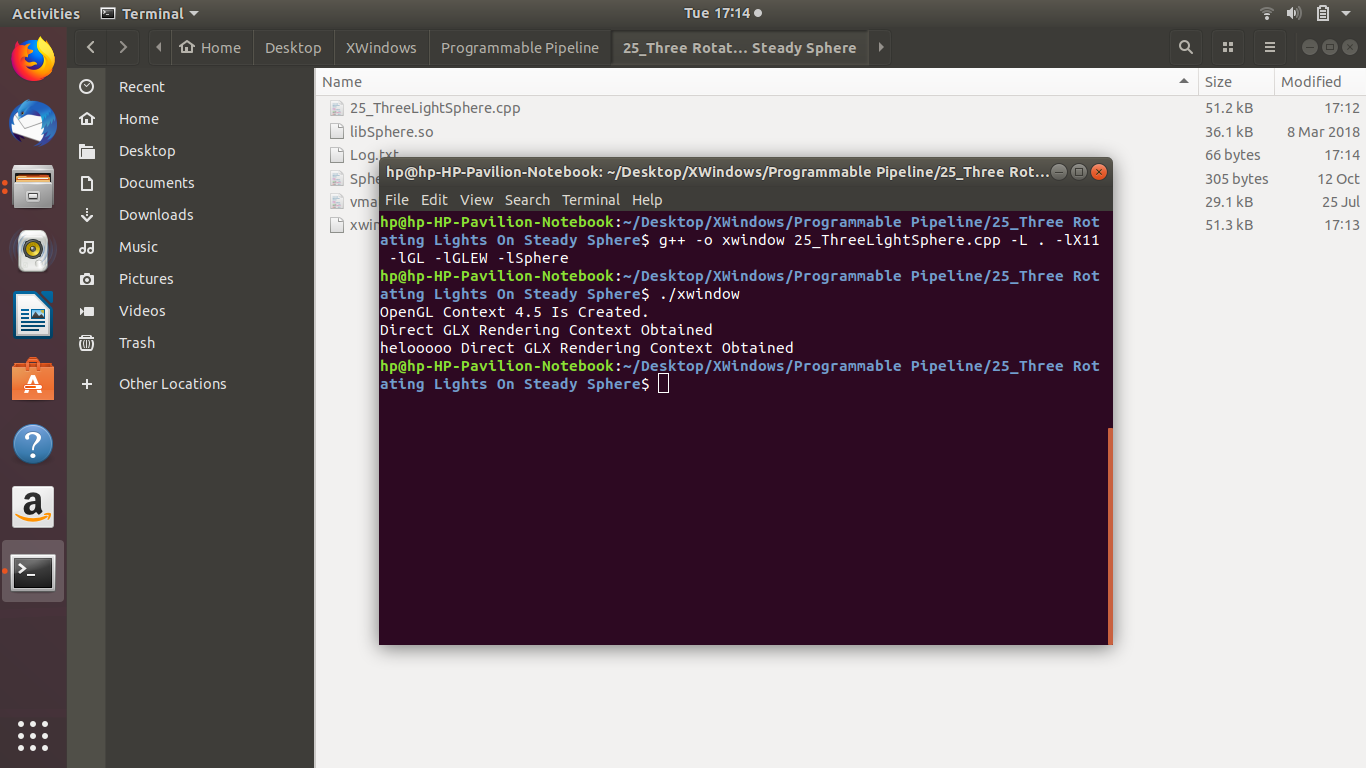 Activities Terminal Tue 17:14
Home Desktop XWindows Programmable Pipeline 25_Three Rotat... Steady Sphere
Name Size Modified
Recent
Home
Desktop
Documents
Downloads
Music
Pictures
Videos
Trash
Other Locations
25_ThreeLightSphere.cpp 51.2 kB 17:12
libSphere.so 36.1 kB 8 Mar 2018
Log.txt 66 bytes 17:14
Sphe 305 bytes 12 Oct
vma 29.1 kB 25 Jul
xwin 51.3 kB 17:13
hp@hp-HP-Pavilion-Notebook: ~/Desktop/XWindows/Programmable Pipeline/25_Three Rot...
File Edit View Search Terminal Help
hp@hp-HP-Pavilion-Notebook:~/Desktop/XWindows/Programmable Pipeline/25_Three Rot
ating Lights On Steady Sphere$ g++ -o xwindow 25_ThreeLightSphere.cpp -L . -lX11
-lGL -lGLEW -lSphere
hp@hp-HP-Pavilion-Notebook:~/Desktop/XWindows/Programmable Pipeline/25_Three Rot
ating Lights On Steady Sphere$ ./xwindow
OpenGL Context 4.5 Is Created.
Direct GLX Rendering Context Obtained
helooooo Direct GLX Rendering Context Obtained
hp@hp-HP-Pavilion-Notebook:~/Desktop/XWindows/Programmable Pipeline/25_Three Rot
ating Lights On Steady Sphere$